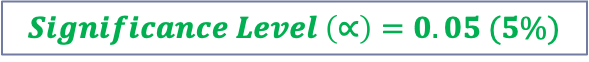 Significance Level (∝) = 0.05 (5%)